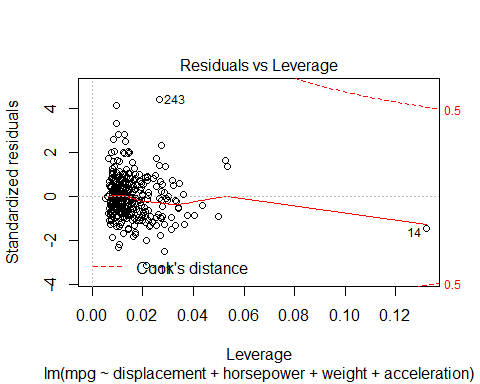 Residuals vs Leverage
Standardized residuals
4
2
0
-2
-4
243
14
0.5
0.5
Cook's distance
0.00 0.02 0.04 0.06 0.08 0.10 0.12
Leverage
lm(mpg ~ displacement + horsepower + weight + acceleration)